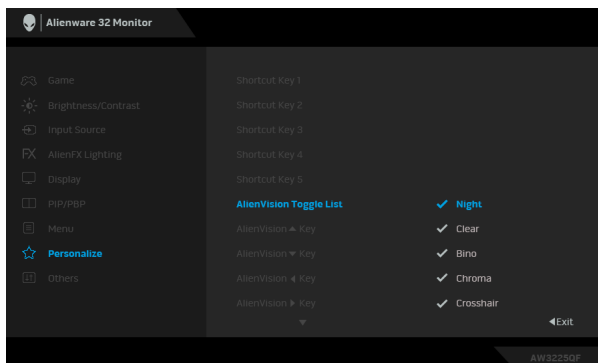 Alienware 32 Monitor
Game
Brightness/Contrast
Input Source
FX AlienFX Lighting
Display
PIP/PBP
Menu
Personalize
Others
Shortcut Key 1
Shortcut Key 2
Shortcut Key 3
Shortcut Key 4
Shortcut Key 5
AlienVision Toggle List
AlienVision ▲ Key
AlienVision ▼ Key
AlienVision ◀ Key
AlienVision ▶ Key
Night
Clear
Bino
Chroma
Crosshair
◀Exit
AW3225QF